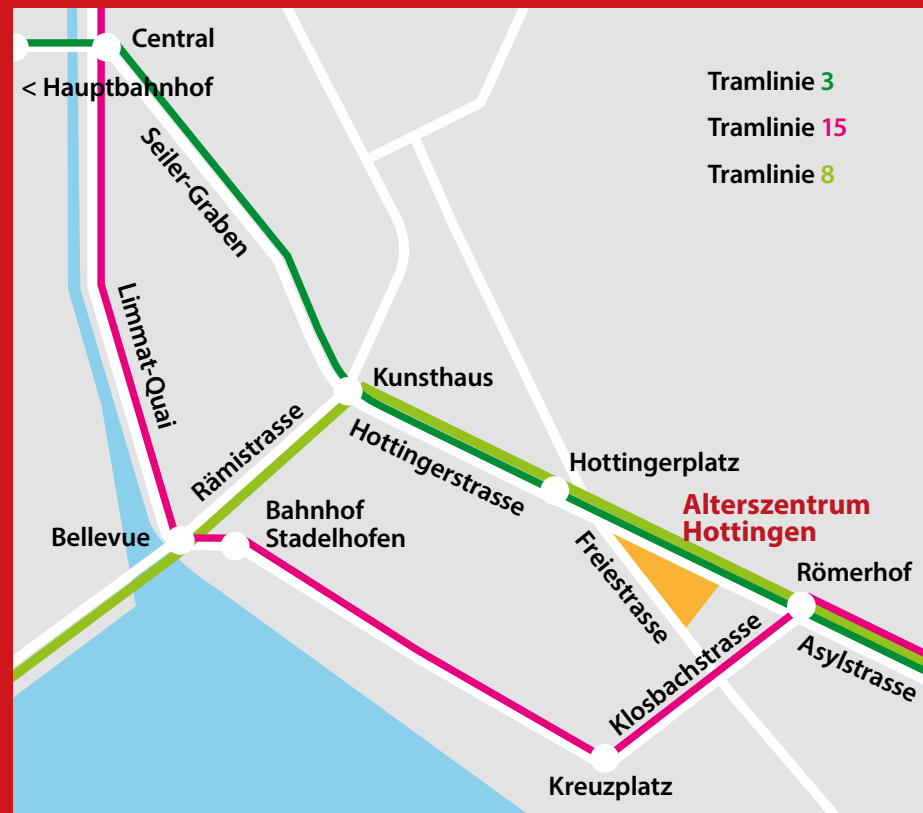 Central
< Hauptbahnhof
Tramlinie 3
Tramlinie 15
Tramlinie 8
Seiler-Graben
Limmat-Quai
Kunsthaus
Rämistrasse
Hottingerstrasse
Hottingerplatz
Bellevue
Bahnhof
Stadelhofen
Alterszentrum
Hottingen
Freiestrasse
Römerhof
Klosbachstrasse
Asylstrasse
Kreuzplatz